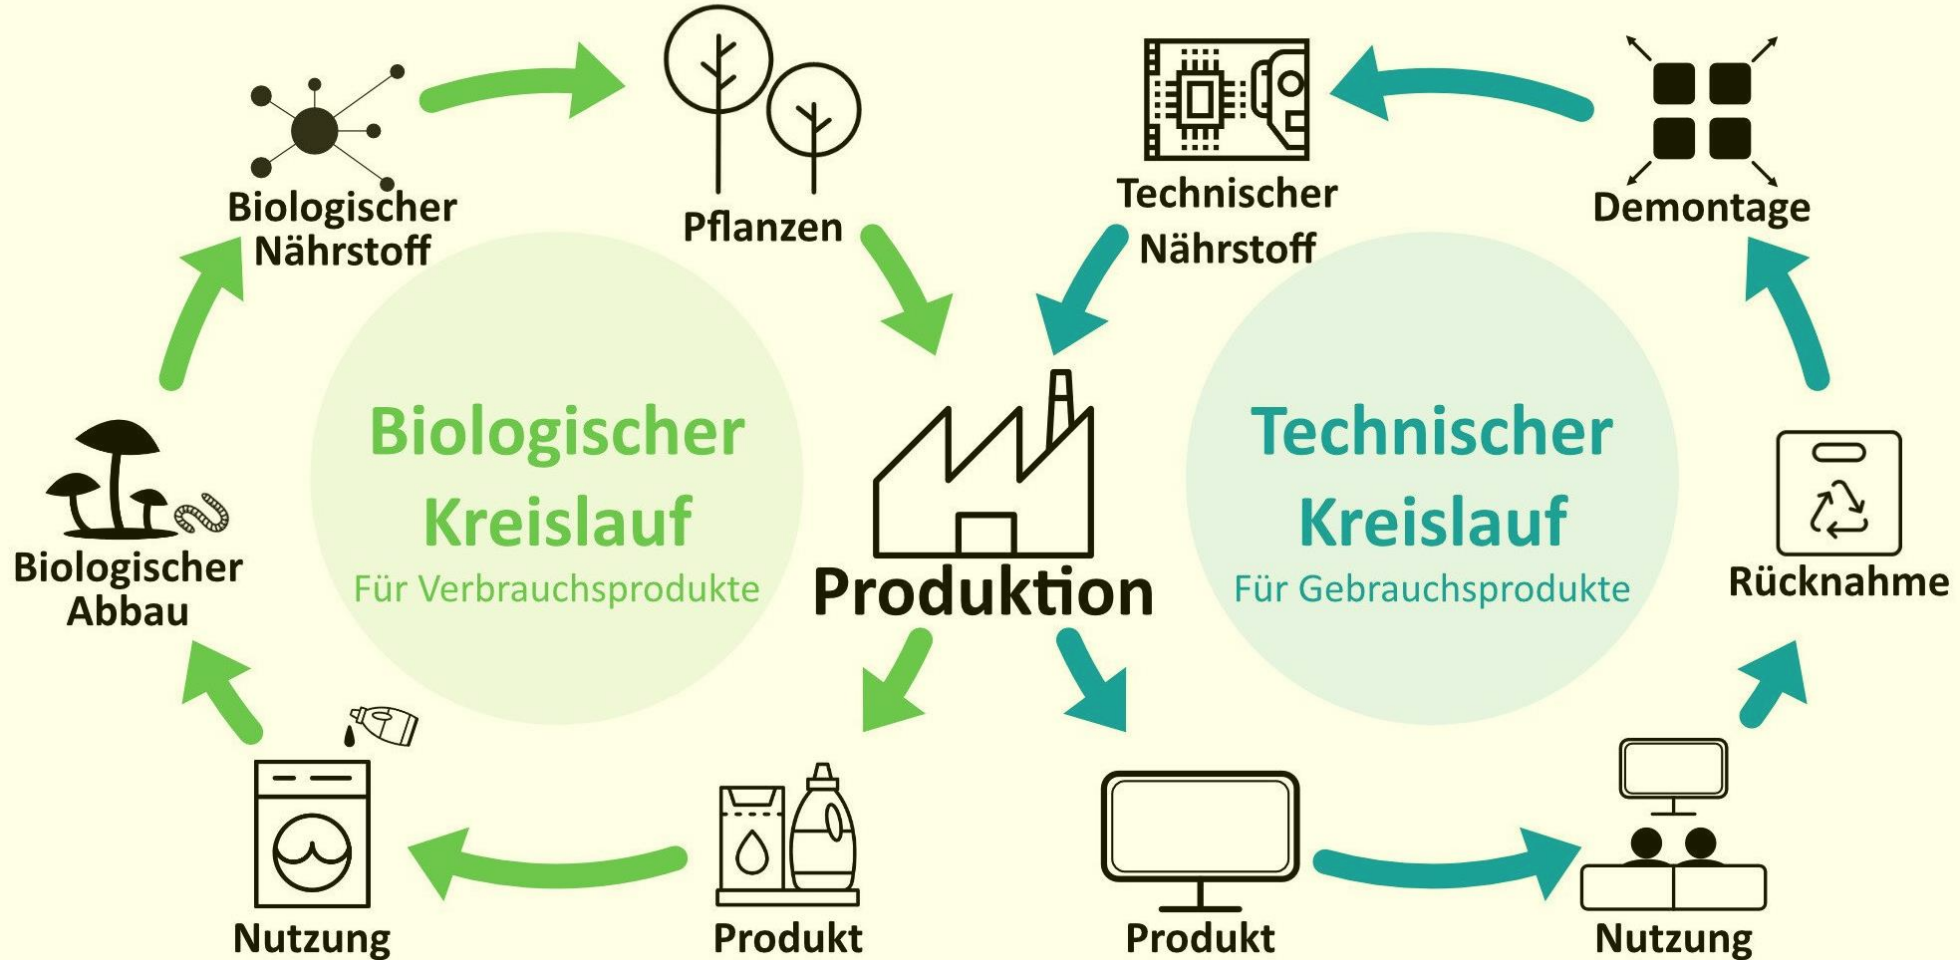 Biologischer
Nährstoff
Pflanzen
Technischer
Nährstoff
Demontage
Biologischer
Kreislauf
Für Verbrauchsprodukte
Technischer
Kreislauf
Für Gebrauchsprodukte
Biologischer
Abbau
Produktion
Rücknahme
Nutzung
Produkt
Produkt
Nutzung